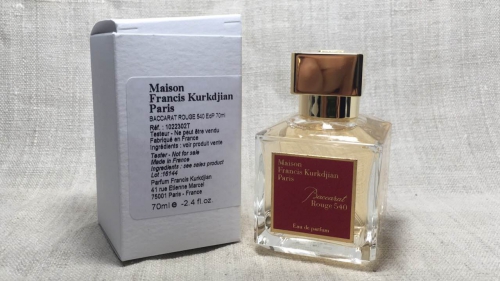 Maison
Francis Kurkdjian
Paris
BACCARAT ROUGE 540 EdP 70ml
Réf. : 10223027
Testeur - Ne peut être vendu
Fabriqué en France
Ingrédients : voir produit vente
Tester - Not for sale
Made in France
Ingredients : see sales product
Lot : 16144
Parfum Francis Kurkdjian
41 rue Etienne Marcel
75001 Paris - France
70ml e -2.4 fl.oz.
Maison
Francis Kurkdjian
Paris
Baccarat
Rouge 540
Eau de parfum